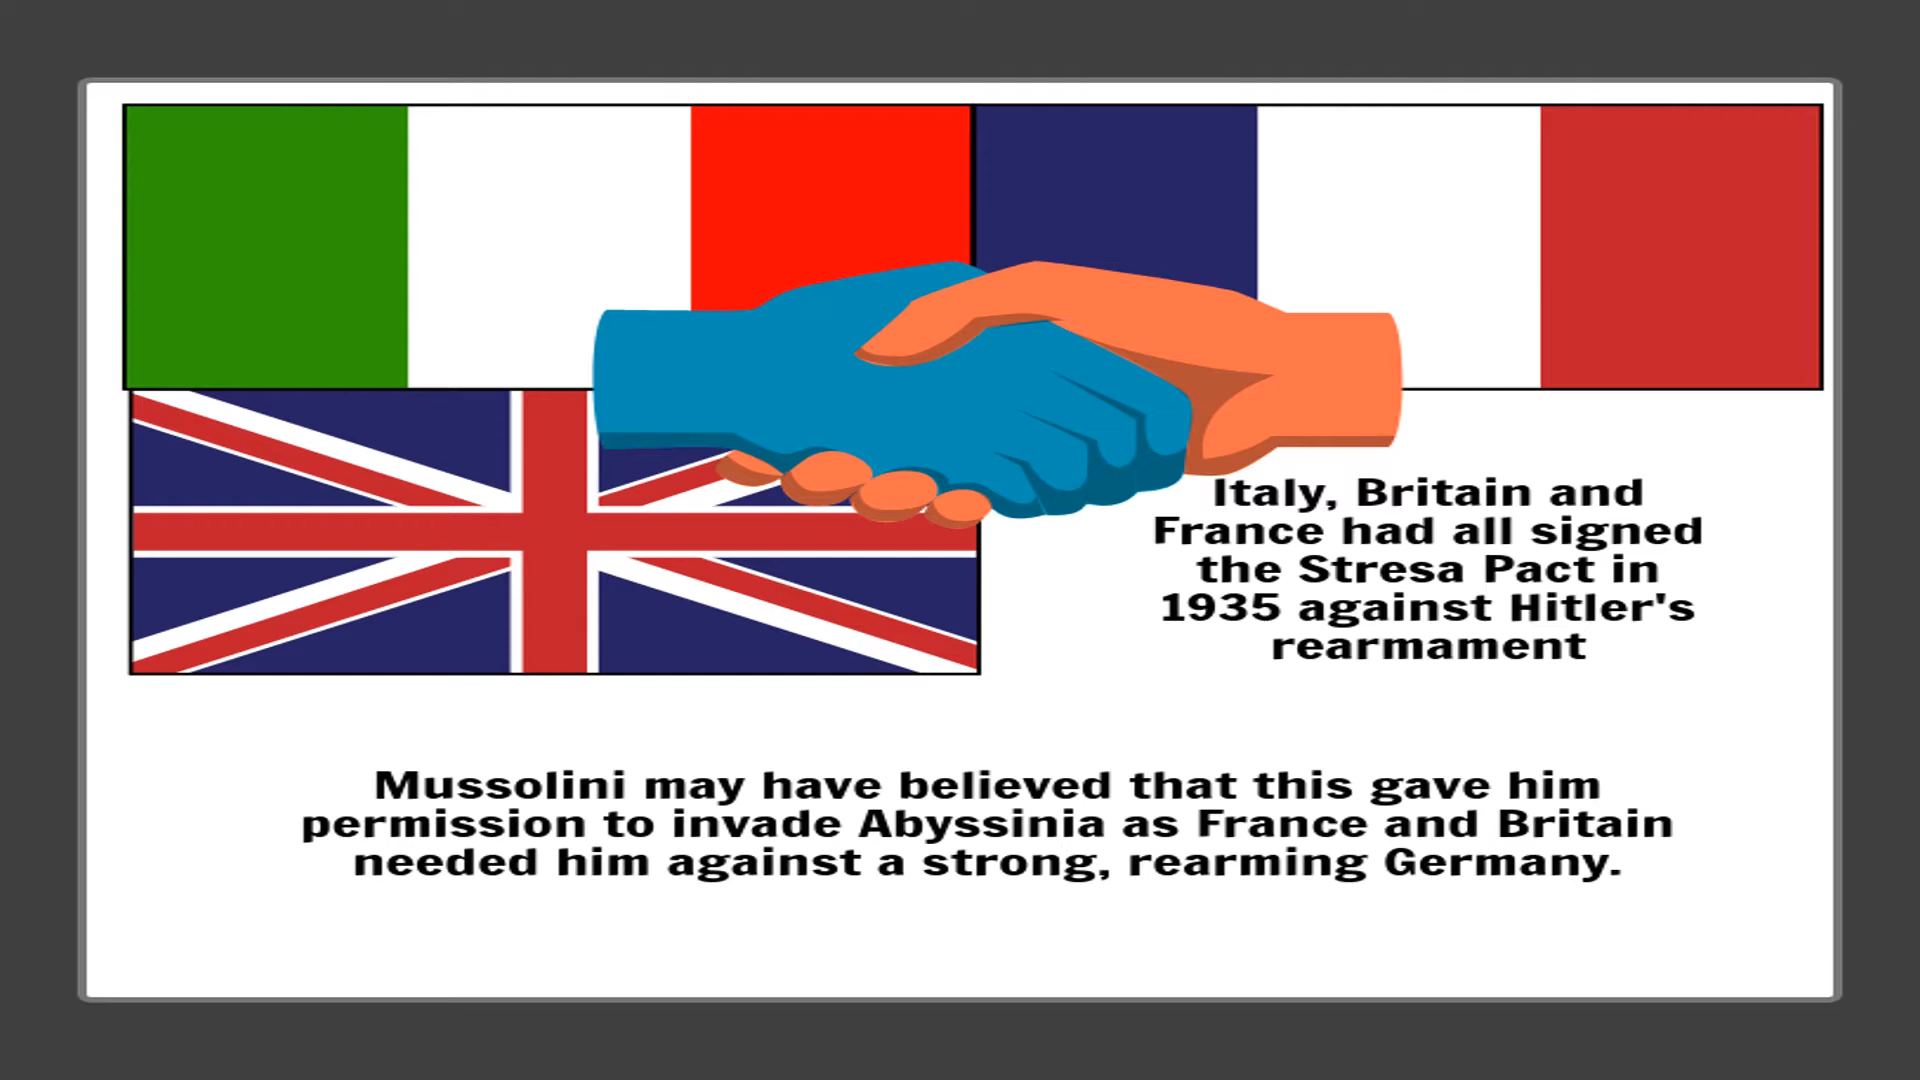 Italy, Britain and
France had all signed
the Stresa Pact in
1935 against Hitler's
rearmament
Mussolini may have believed that this gave him
permission to invade Abyssinia as France and Britain
needed him against a strong, rearming Germany.